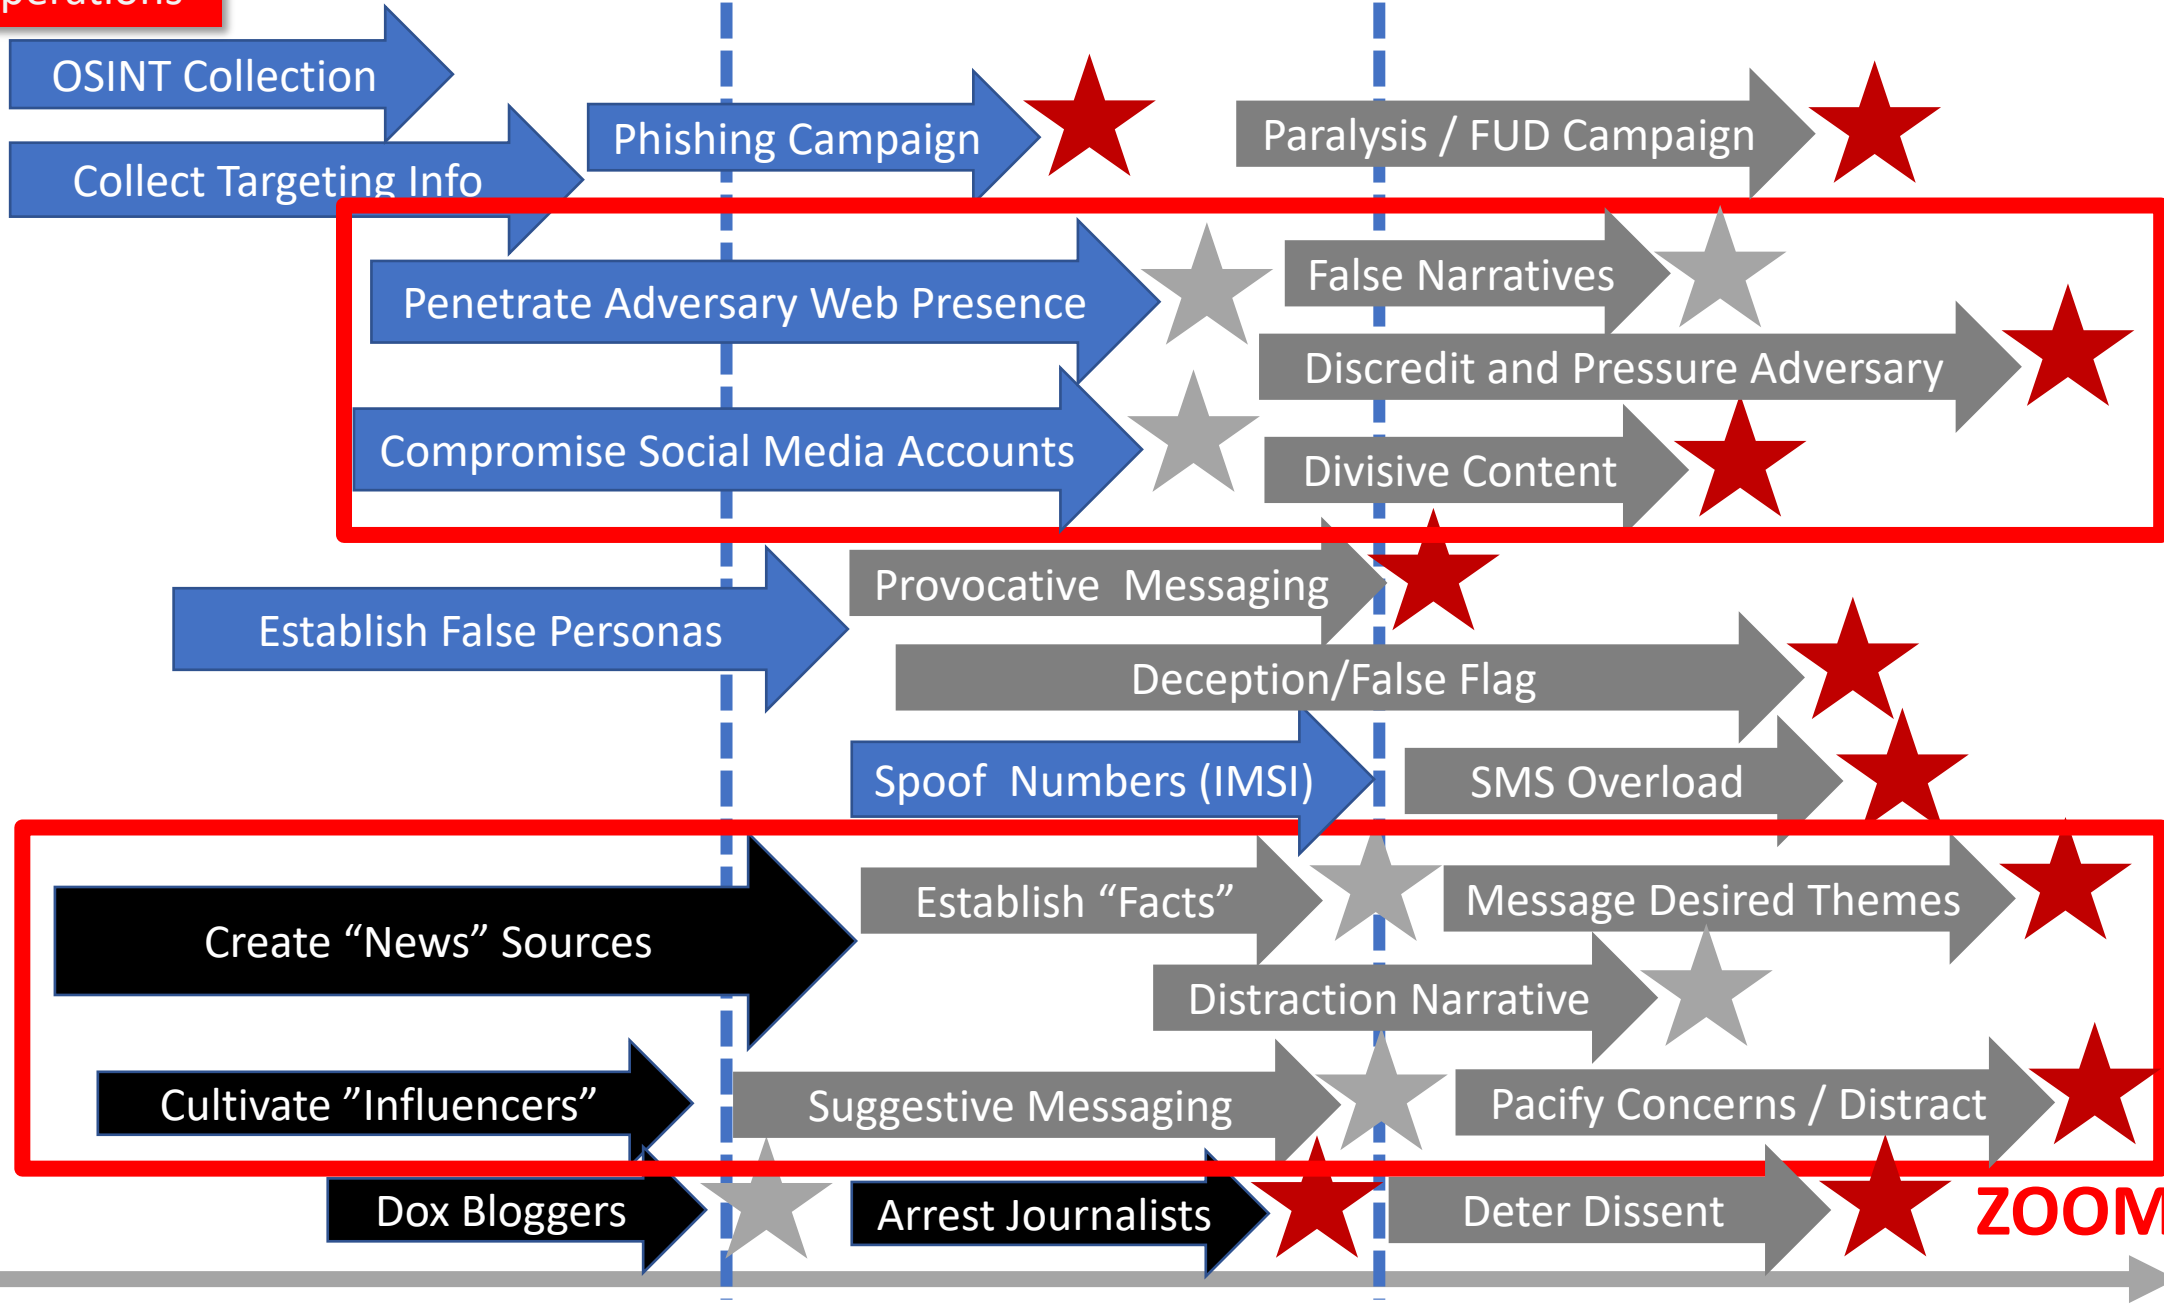 OSINT Collection
Phishing Campaign
Paralysis / FUD Campaign
Collect Targeting Info
Penetrate Adversary Web Presence
False Narratives
Discredit and Pressure Adversary
Compromise Social Media Accounts
Divisive Content
Provocative  Messaging
Establish False Personas
Deception/False Flag
Spoof  Numbers (IMSI)
SMS Overload
Establish “Facts”
Message Desired Themes
Create “News” Sources
Distraction Narrative
Cultivate ”Influencers”
Suggestive Messaging
Pacify Concerns / Distract
Dox Bloggers
Arrest Journalists
Deter Dissent
ZOOM